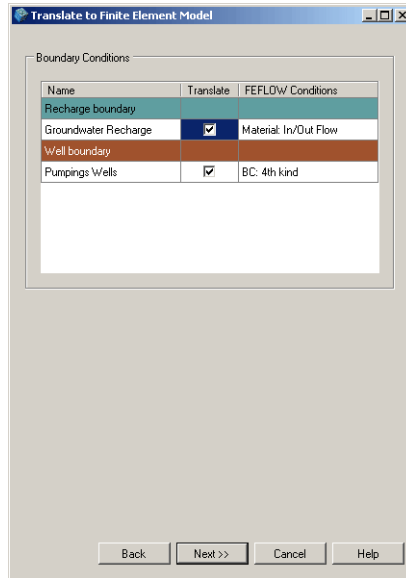 Translate to Finite Element Model
Boundary Conditions
Name Translate FEFLOW Conditions
Recharge boundary
Groundwater Recharge Material: In/Out Flow
Well boundary
Pumpings Wells BC: 4th kind
Back Next >> Cancel Help